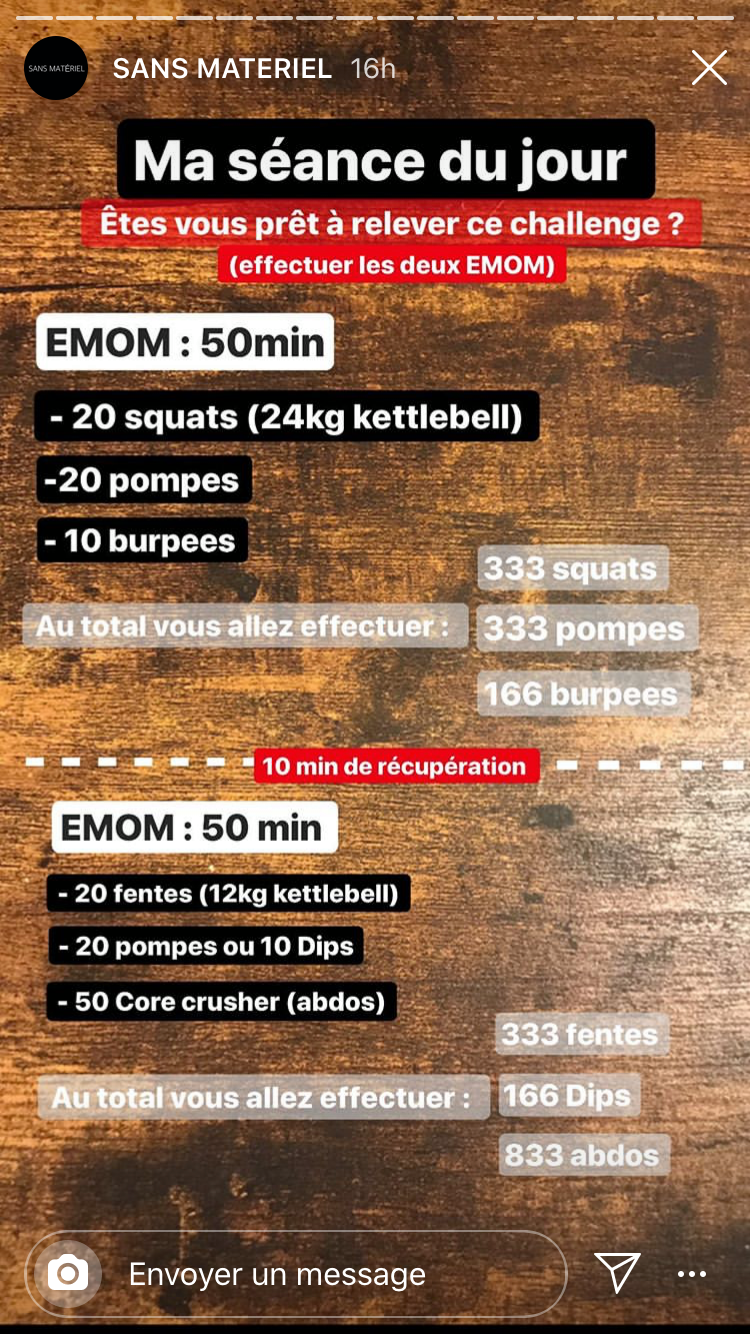 SANS MATÉRIEL
SANS MATERIEL 16h
Ma séance du jour
Êtes vous prêt à relever ce challenge ?
(effectuer les deux EMOM)
EMOM : 50min
- 20 squats (24kg kettlebell)
-20 pompes
- 10 burpees
333 squats
Au total vous allez effectuer : 333 pompes
166 burpees
10 min de récupération
EMOM : 50 min
- 20 fentes (12kg kettlebell)
- 20 pompes ou 10 Dips
- 50 Core crusher (abdos)
333 fentes
Au total vous allez effectuer : 166 Dips
833 abdos
Envoyer un message